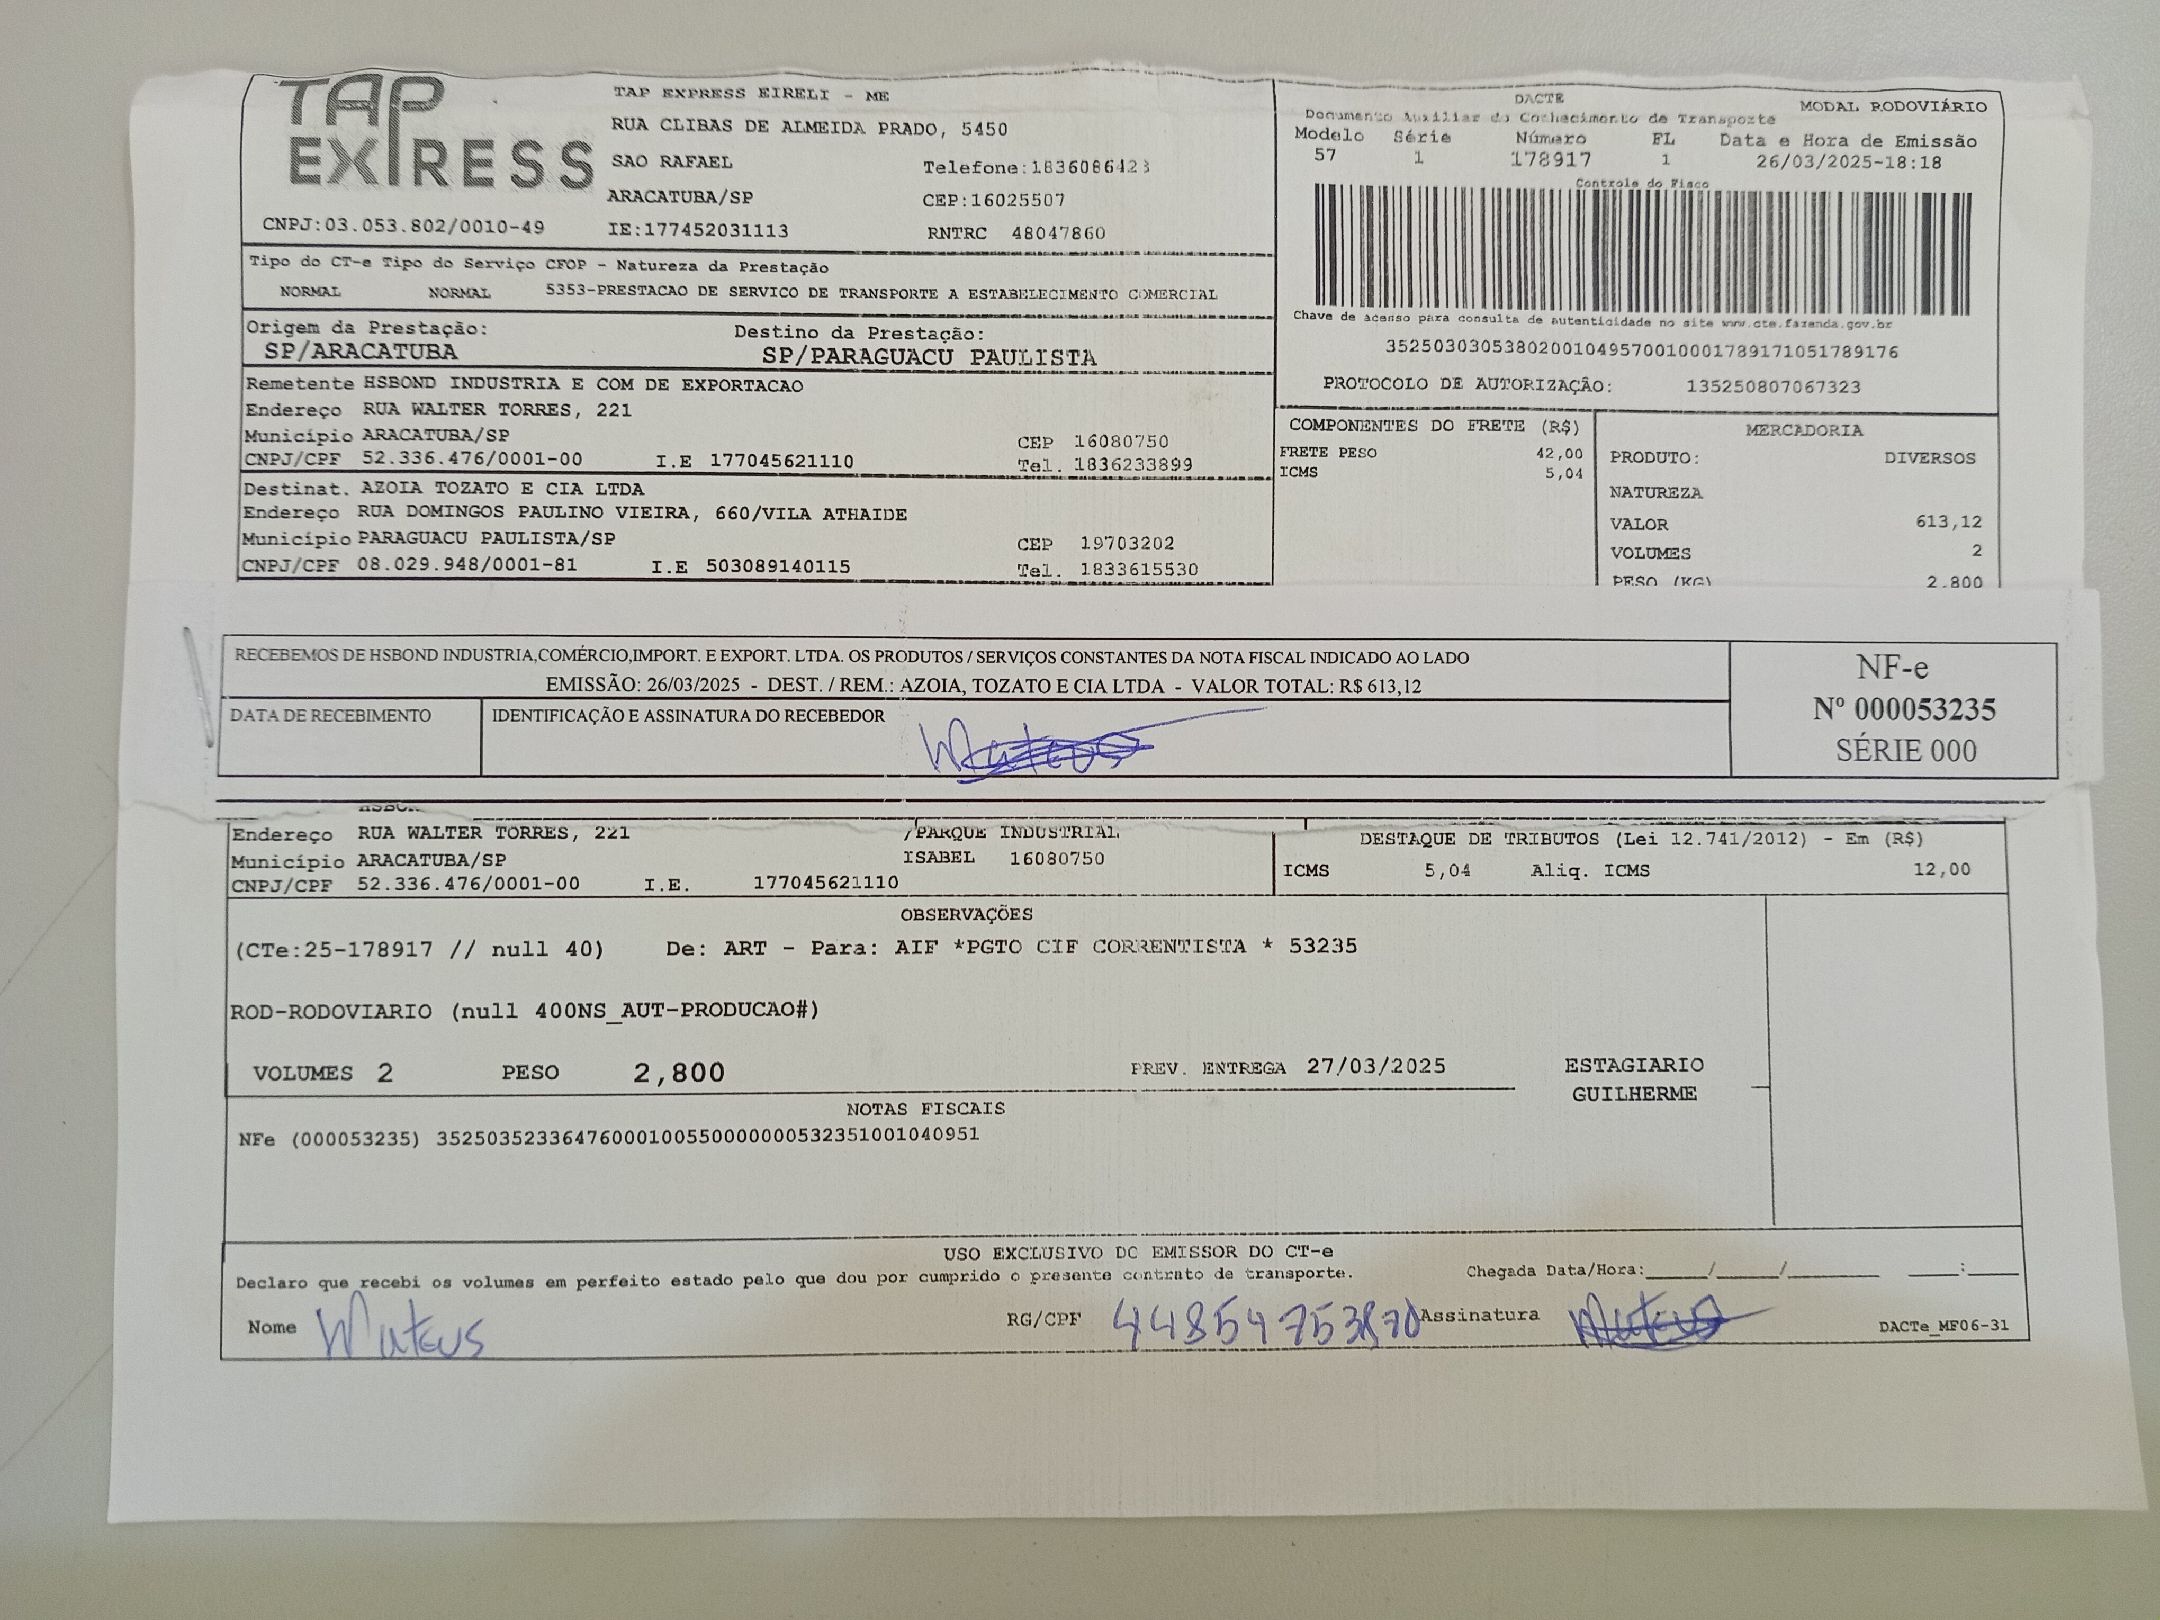 TAP EXPRESS
TAP EXPRESS EIRELI - ME
RUA CLIBAS DE ALMEIDA PRADO, 5450
SAO RAFAEL Telefone:1836086423
ARACATUBA/SP CEP:16025507
CNPJ:03.053.802/0010-49 IE:177452031113 RNTRC 48047860
DACTE MODAL RODOVIÁRIO
Documento Auxiliar do Conhecimento de Transporte
Modelo Série Número FL Data e Hora de Emissão
57 1 178917 1 26/03/2025-18:18
Controle do Fisco
Chave de acesso para consulta de autenticidade no site www.cte.fazenda.gov.br
35250303053802001049570010001789171051789176
PROTOCOLO DE AUTORIZAÇÃO: 135250807067323
Tipo do CT-e Tipo do Serviço CFOP - Natureza da Prestação
NORMAL NORMAL 5353-PRESTACAO DE SERVICO DE TRANSPORTE A ESTABELECIMENTO COMERCIAL
Origem da Prestação: Destino da Prestação:
SP/ARACATUBA SP/PARAGUACU PAULISTA
Remetente HSBOND INDUSTRIA E COM DE EXPORTACAO
Endereço RUA WALTER TORRES, 221
Município ARACATUBA/SP CEP 16080750
CNPJ/CPF 52.336.476/0001-00 I.E 177045621110 Tel. 1836233899
Destinat. AZOIA TOZATO E CIA LTDA
Endereço RUA DOMINGOS PAULINO VIEIRA, 660/VILA ATHAIDE
Município PARAGUACU PAULISTA/SP CEP 19703202
CNPJ/CPF 08.029.948/0001-81 I.E 503089140115 Tel. 1833615530
COMPONENTES DO FRETE (R$)
FRETE PESO 42,00
ICMS 5,04
MERCADORIA
PRODUTO: DIVERSOS
NATUREZA
VALOR 613,12
VOLUMES 2
PESO (KG) 2.800
RECEBEMOS DE HSBOND INDUSTRIA,COMÉRCIO,IMPORT. E EXPORT. LTDA. OS PRODUTOS / SERVIÇOS CONSTANTES DA NOTA FISCAL INDICADO AO LADO
EMISSÃO: 26/03/2025 - DEST. / REM.: AZOIA, TOZATO E CIA LTDA - VALOR TOTAL: R$ 613,12
DATA DE RECEBIMENTO IDENTIFICAÇÃO E ASSINATURA DO RECEBEDOR
Mateus
NF-e
Nº 000053235
SÉRIE 000
Endereço RUA WALTER TORRES, 221 /PARQUE INDUSTRIAL
Município ARACATUBA/SP ISABEL 16080750
CNPJ/CPF 52.336.476/0001-00 I.E. 177045621110
DESTAQUE DE TRIBUTOS (Lei 12.741/2012) - Em (R$)
ICMS 5,04 Aliq. ICMS 12,00
OBSERVAÇÕES
(CTe:25-178917 // null 40) De: ART - Para: AIF *PGTO CIF CORRENTISTA * 53235
ROD-RODOVIARIO (null 400NS_AUT-PRODUCAO#)
VOLUMES 2 PESO 2,800 PREV. ENTREGA 27/03/2025 ESTAGIARIO
GUILHERME
NOTAS FISCAIS
NFe (000053235) 35250352336476000100550000000532351001040951
USO EXCLUSIVO DO EMISSOR DO CT-e
Declaro que recebi os volumes em perfeito estado pelo que dou por cumprido o presente contrato de transporte. Chegada Data/Hora:____/____/______ ____:____
Nome Mateus RG/CPF Assinatura Mateus DACTe_MF06-31